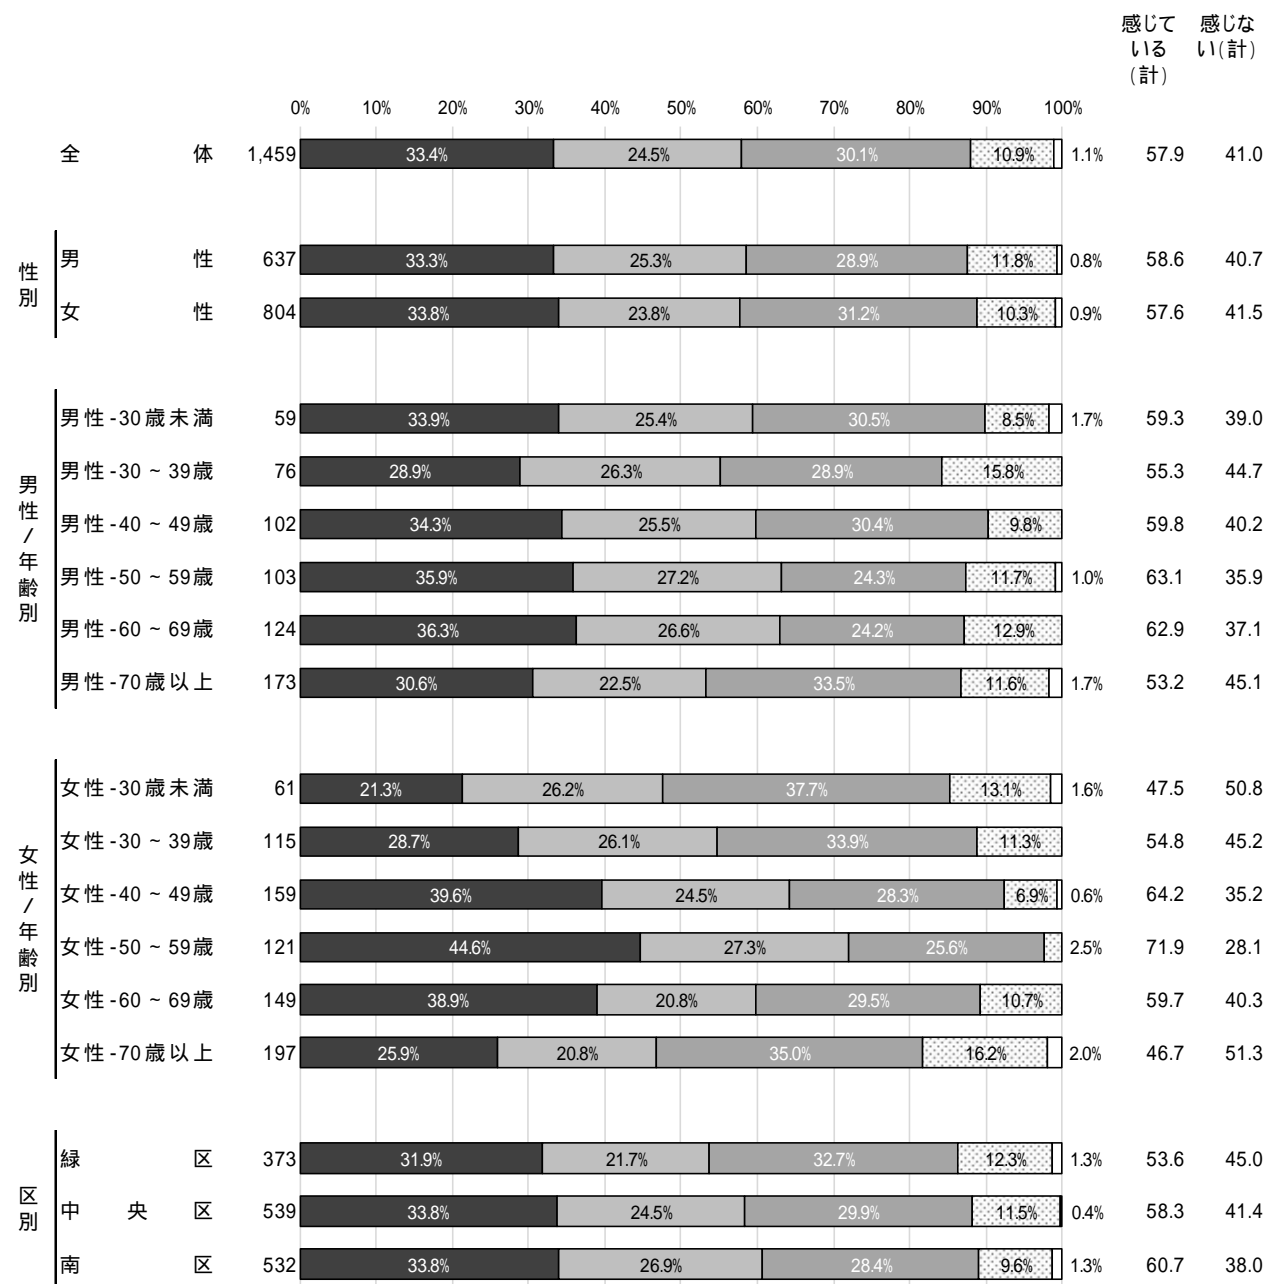 感じて 感じな
いる い(計)
(計)
0% 10% 20% 30% 40% 50% 60% 70% 80% 90% 100%
全体 1,459 33.4% 24.5% 30.1% 10.9% 1.1% 57.9 41.0
性別
男性 637 33.3% 25.3% 28.9% 11.8% 0.8% 58.6 40.7
女性 804 33.8% 23.8% 31.2% 10.3% 0.9% 57.6 41.5
男性/年齢別
男性-30歳未満 59 33.9% 25.4% 30.5% 8.5% 1.7% 59.3 39.0
男性-30~39歳 76 28.9% 26.3% 28.9% 15.8% 55.3 44.7
男性-40~49歳 102 34.3% 25.5% 30.4% 9.8% 59.8 40.2
男性-50~59歳 103 35.9% 27.2% 24.3% 11.7% 1.0% 63.1 35.9
男性-60~69歳 124 36.3% 26.6% 24.2% 12.9% 62.9 37.1
男性-70歳以上 173 30.6% 22.5% 33.5% 11.6% 1.7% 53.2 45.1
女性/年齢別
女性-30歳未満 61 21.3% 26.2% 37.7% 13.1% 1.6% 47.5 50.8
女性-30~39歳 115 28.7% 26.1% 33.9% 11.3% 54.8 45.2
女性-40~49歳 159 39.6% 24.5% 28.3% 6.9% 0.6% 64.2 35.2
女性-50~59歳 121 44.6% 27.3% 25.6% 2.5% 71.9 28.1
女性-60~69歳 149 38.9% 20.8% 29.5% 10.7% 59.7 40.3
女性-70歳以上 197 25.9% 20.8% 35.0% 16.2% 2.0% 46.7 51.3
区別
緑区 373 31.9% 21.7% 32.7% 12.3% 1.3% 53.6 45.0
中央区 539 33.8% 24.5% 29.9% 11.5% 0.4% 58.3 41.4
南区 532 33.8% 26.9% 28.4% 9.6% 1.3% 60.7 38.0